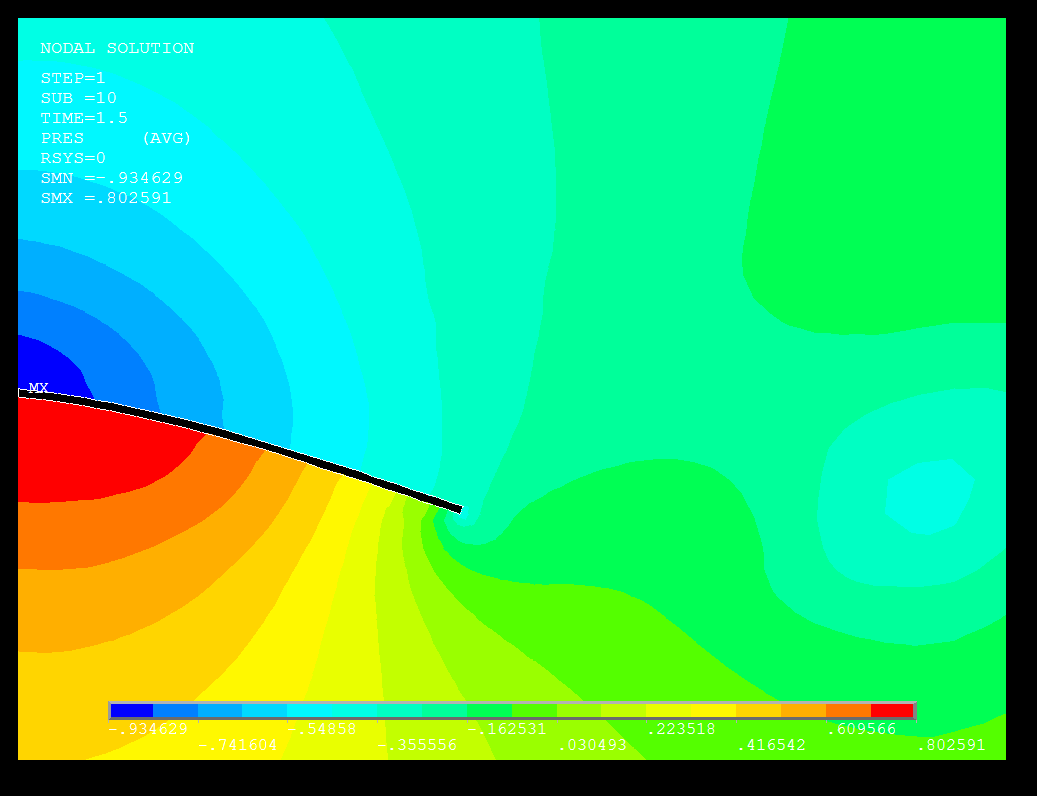 NODAL SOLUTION
STEP=1
SUB =10
TIME=1.5
PRES (AVG)
RSYS=0
SMN =-.934629
SMX =.802591
MX
-.934629 -.54858 -.162531 .223518 .609566
-.741604 -.355556 .030493 .416542 .802591